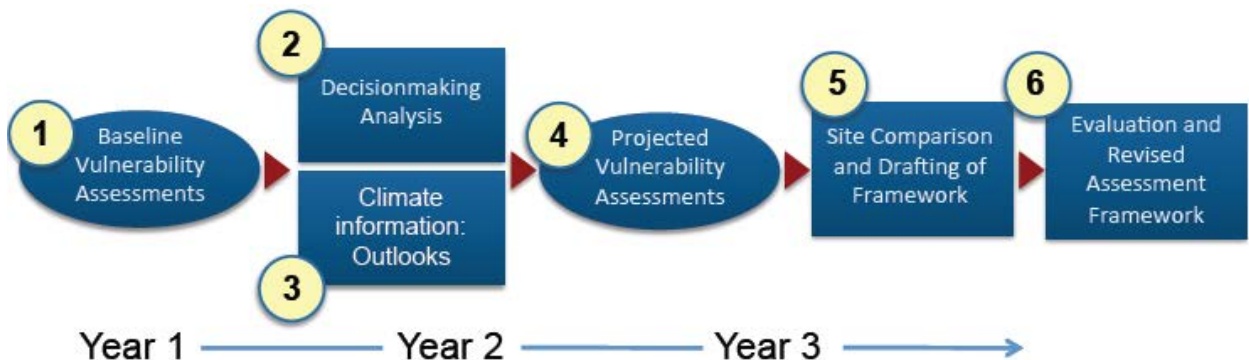 1
Baseline
Vulnerability
Assessments
2
Decisionmaking
Analysis
3
Climate
information:
Outlooks
4
Projected
Vulnerability
Assessments
5
Site Comparison
and Drafting of
Framework
6
Evaluation and
Revised
Assessment
Framework
Year 1
Year 2
Year 3